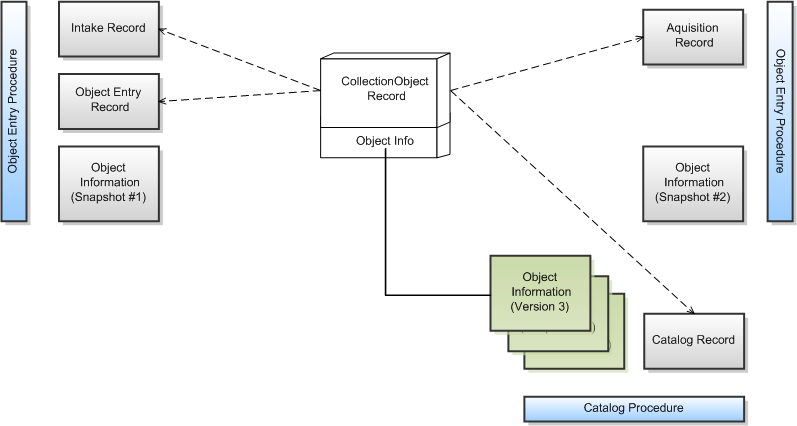 Object Entry Procedure
Intake Record
Object Entry
Record
Object
Information
(Snapshot #1)
CollectionObject
Record
Object Info
Aquisition
Record
Object
Information
(Snapshot #2)
Object Entry Procedure
Object
Information
(Version 3)
Catalog Record
Catalog Procedure